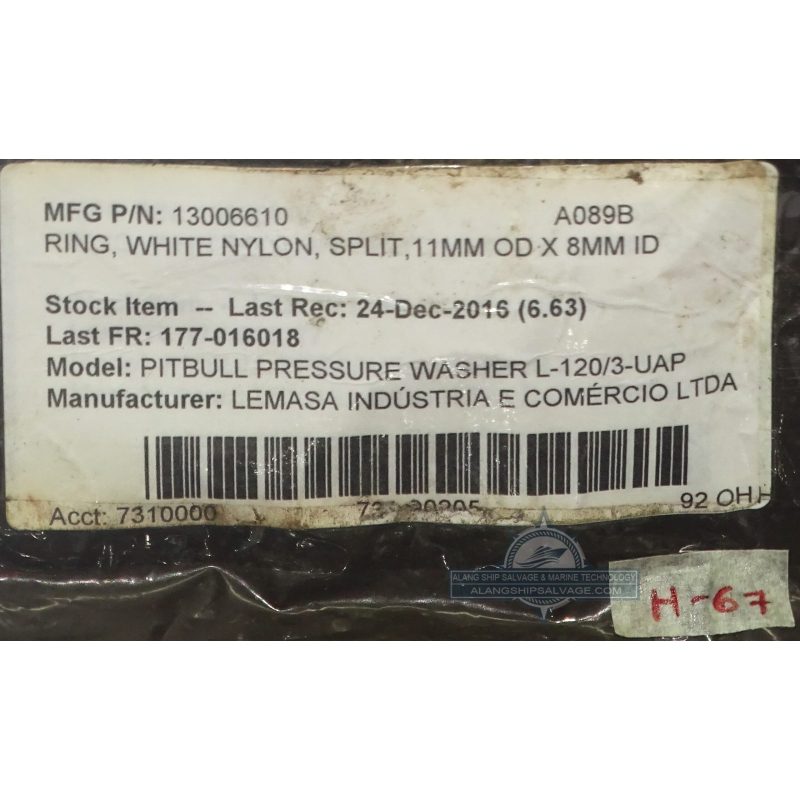 MFG P/N: 13006610 A089B
RING, WHITE NYLON, SPLIT,11MM OD X 8MM ID
Stock Item -- Last Rec: 24-Dec-2016 (6.63)
Last FR: 177-016018
Model: PITBULL PRESSURE WASHER L-120/3-UAP
Manufacturer: LEMASA INDÚSTRIA E COMÉRCIO LTDA
Acct: 7310000 92 OH H
ALANG SHIP SALVAGE & MARINE TECHNOLOGY
ALANGSHIPSALVAGE.COM
H-67